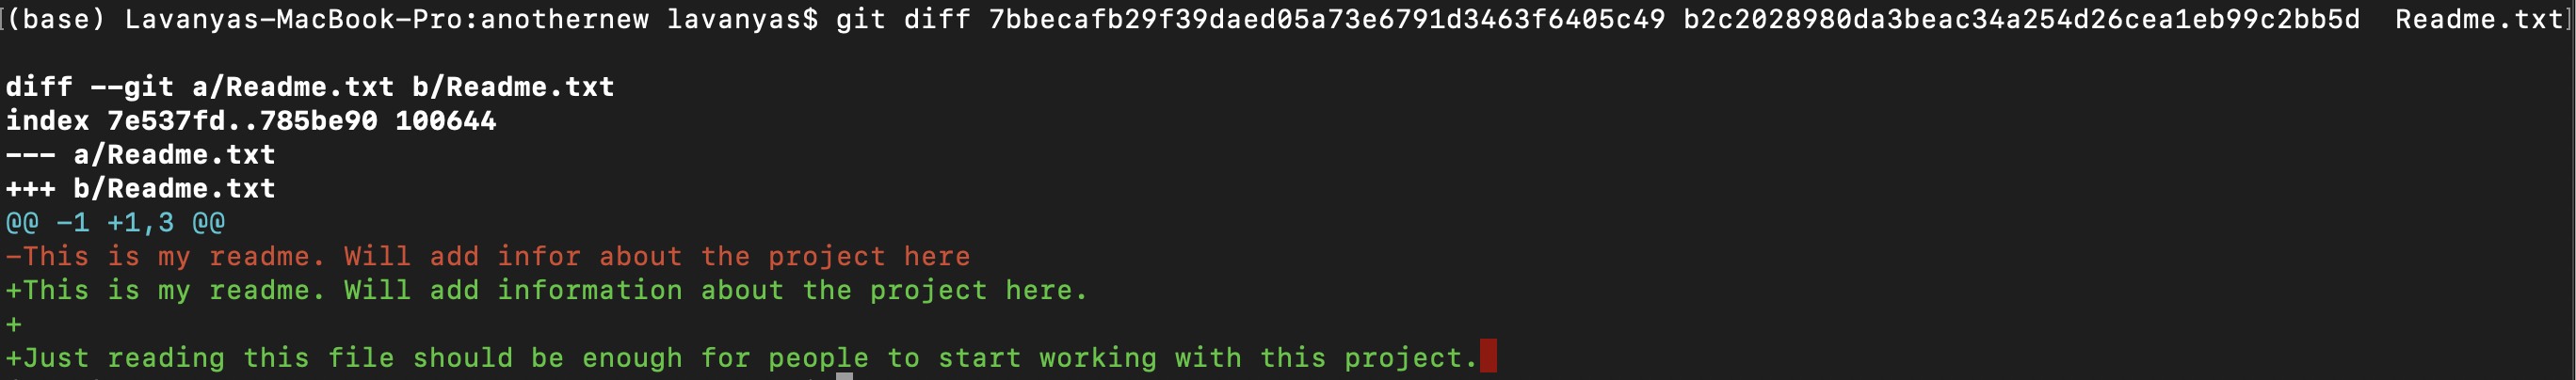 (base) Lavanyas-MacBook-Pro:anothernew lavanyas$ git diff 7bbecafb29f39daed05a73e6791d3463f6405c49 b2c2028980da3beac34a254d26cea1eb99c2bb5d  Readme.txt
diff --git a/Readme.txt b/Readme.txt
index 7e537fd..785be90 100644
--- a/Readme.txt
+++ b/Readme.txt
@@ -1 +1,3 @@
-This is my readme. Will add infor about the project here
+This is my readme. Will add information about the project here.
+
+Just reading this file should be enough for people to start working with this project.